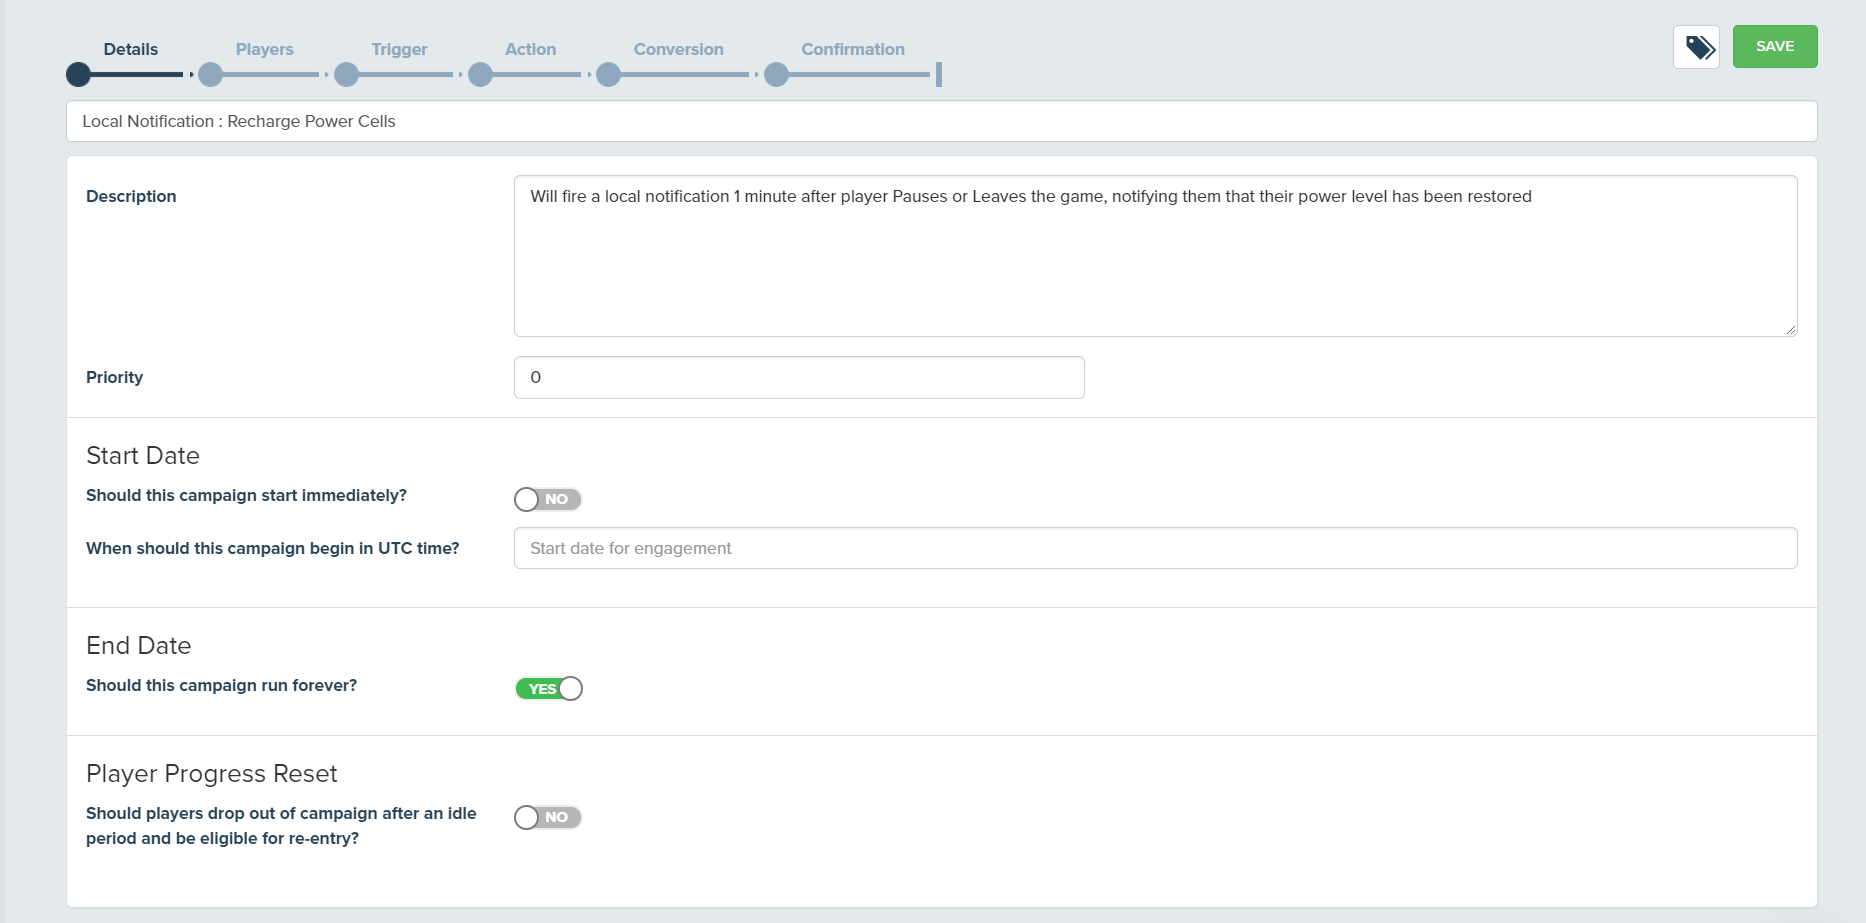 Details
Players
Trigger
Action
Conversion
Confirmation
SAVE
Local Notification : Recharge Power Cells
Description
Will fire a local notification 1 minute after player Pauses or Leaves the game, notifying them that their power level has been restored
Priority
0
Start Date
Should this campaign start immediately?
NO
When should this campaign begin in UTC time?
Start date for engagement
End Date
Should this campaign run forever?
YES
Player Progress Reset
Should players drop out of campaign after an idle
period and be eligible for re-entry?
NO